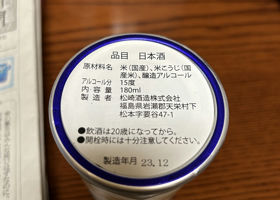 品目　日本酒
原材料名　米(国産)、米こうじ(国
産米)、醸造アルコール
アルコール分　15度
内容量　180ml
製造者　松崎酒造株式会社
福島県岩瀬郡天栄村下
松本字要谷47-1
●飲酒は20歳になってから。
●開栓時には十分注意してください。
製造年月 23.12